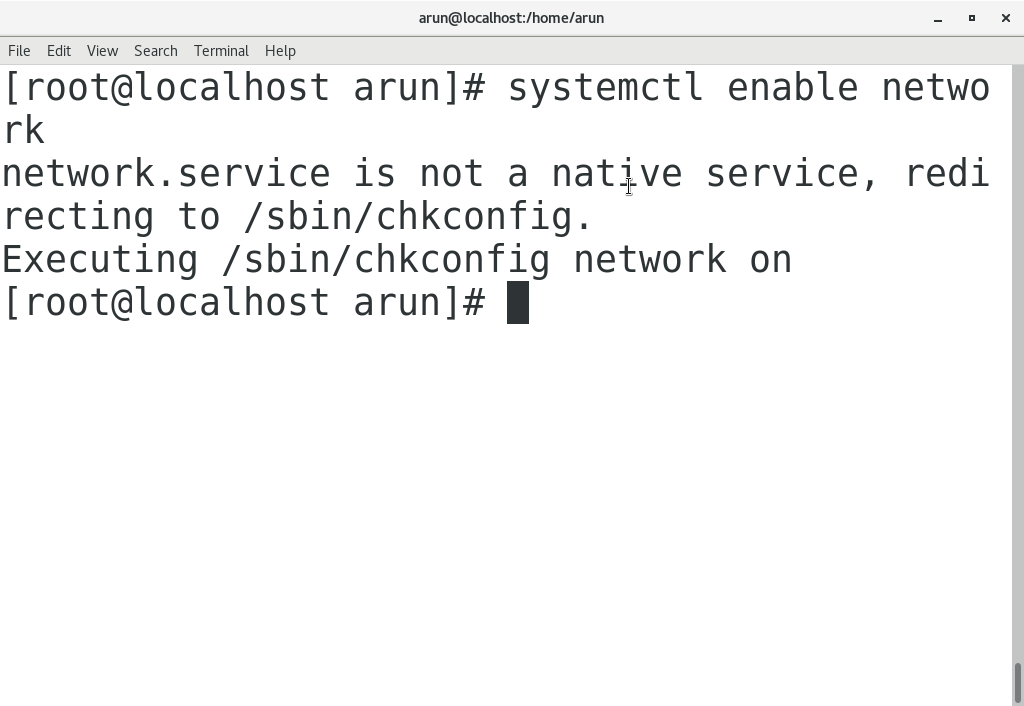 arun@localhost:/home/arun
File Edit View Search Terminal Help
[root@localhost arun]# systemctl enable netwo
rk
network.service is not a native service, redi
recting to /sbin/chkconfig.
Executing /sbin/chkconfig network on
[root@localhost arun]#